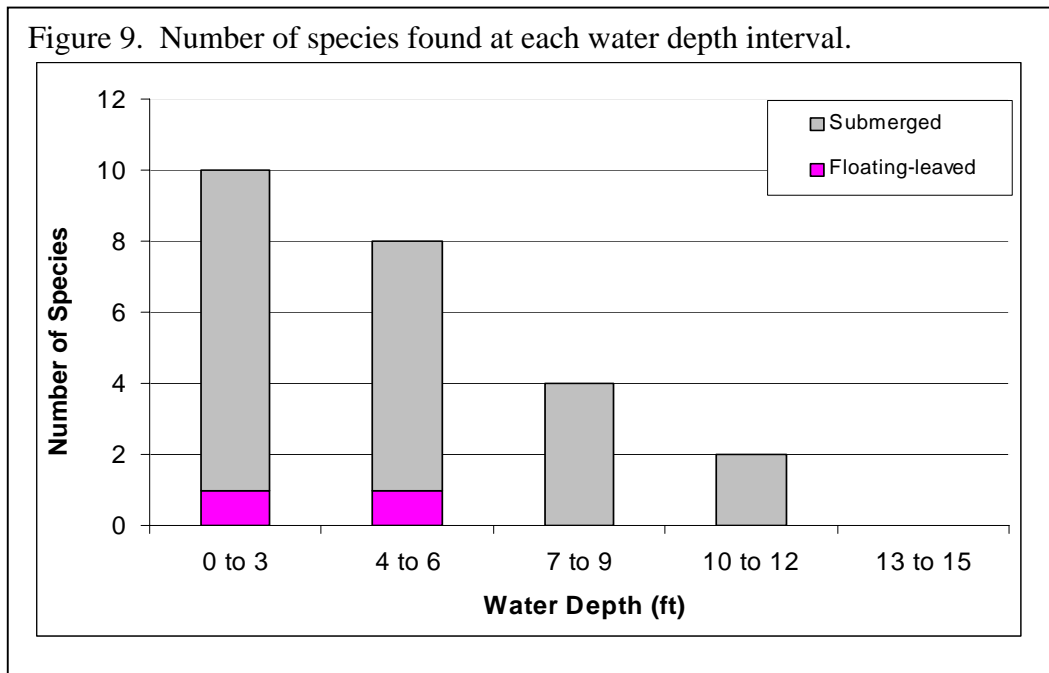 Figure 9.  Number of species found at each water depth interval.
12
10
8
6
4
2
0
Number of Species
Submerged
Floating-leaved
0 to 3
4 to 6
7 to 9
10 to 12
13 to 15
Water Depth (ft)